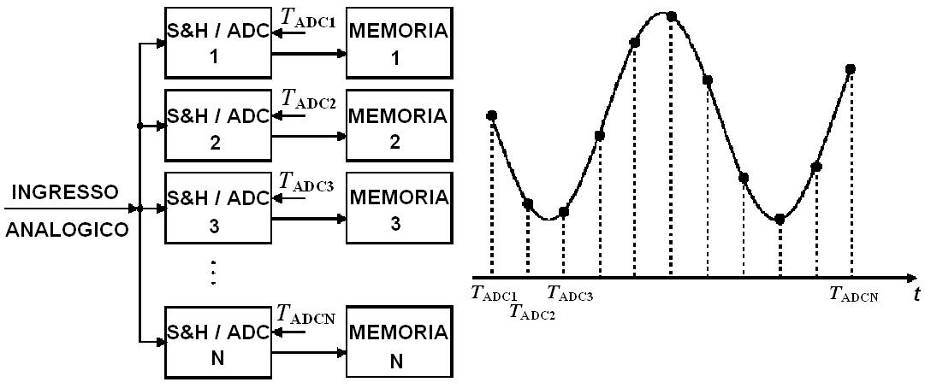 S&H / ADC
1
T_ADC1
MEMORIA
1
S&H / ADC
2
T_ADC2
MEMORIA
2
INGRESSO
ANALOGICO
S&H / ADC
3
T_ADC3
MEMORIA
3
S&H / ADC
N
T_ADCN
MEMORIA
N
T_ADC1
T_ADC2
T_ADC3
T_ADCN
t